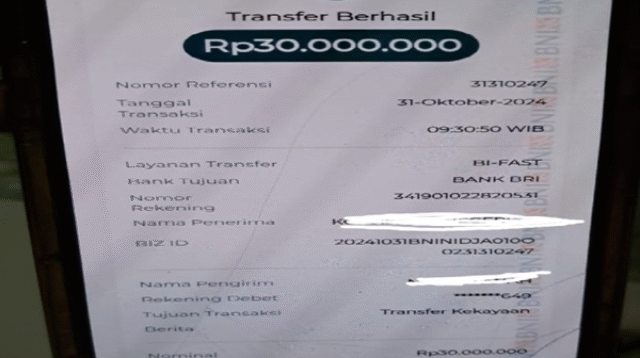 Transfer Berhasil
Rp30.000.000
Nomor Referensi 31310247
Tanggal Transaksi 31-Oktober-2024
Waktu Transaksi 09:30:50 WIB
Layanan Transfer BI-FAST
Bank Tujuan BANK BRI
Nomor Rekening 341901022820531
Nama Penerima
BIZ ID 20241031BNINIDJA010O
0231310247
Nama Pengirim
Rekening Debet *******649
Tujuan Transaksi Transfer Kekayaan
Berita
Nominal Rp30.000.000